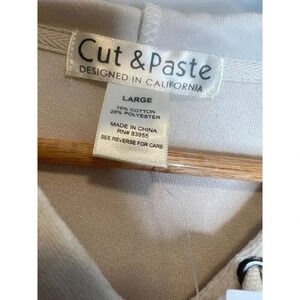 Cut & Paste
DESIGNED IN CALIFORNIA
LARGE
75% COTTON
25% POLYESTER
MADE IN CHINA
RN# 83955
SEE REVERSE FOR CARE